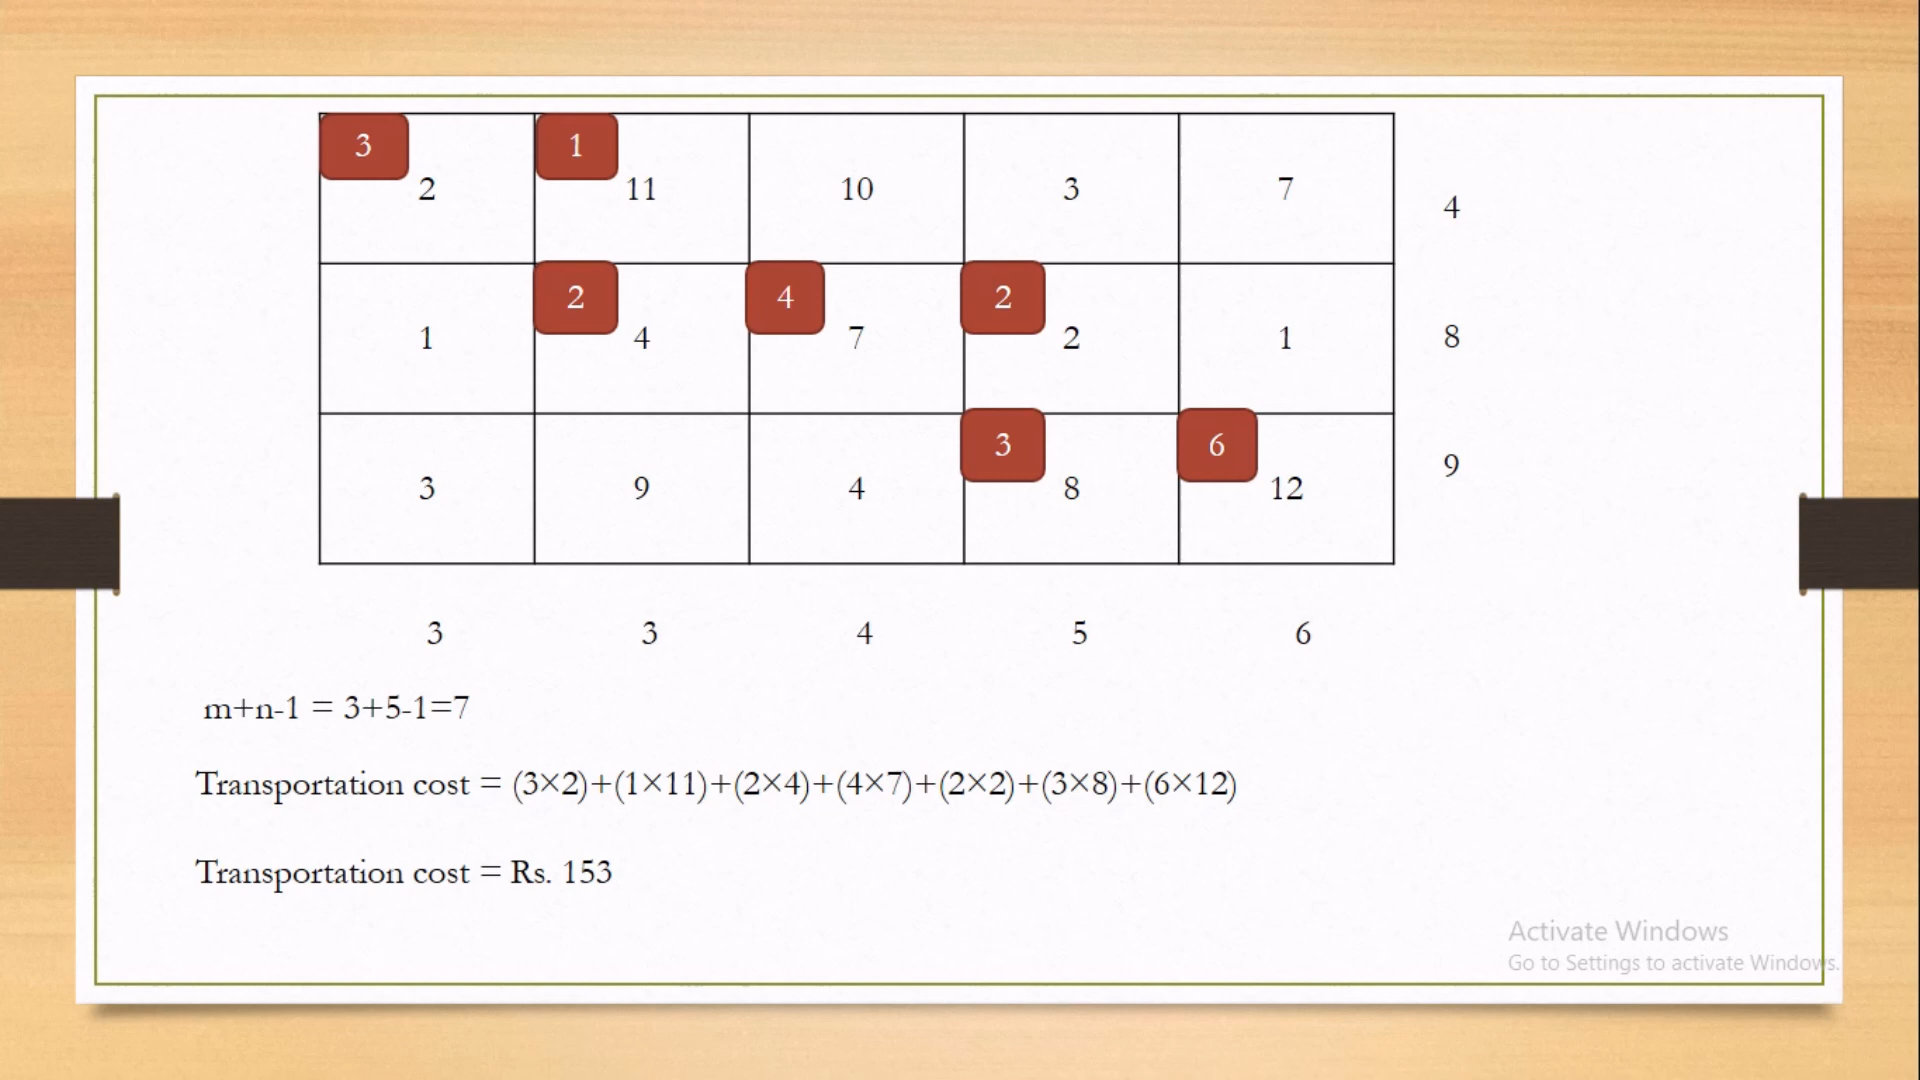 3 1
2 11 10 3 7 4
2 4 2
1 4 7 2 1 8
3 6
3 9 4 8 12 9
3 3 4 5 6
m+n-1 = 3+5-1=7
Transportation cost = (3×2)+(1×11)+(2×4)+(4×7)+(2×2)+(3×8)+(6×12)
Transportation cost = Rs. 153
Activate Windows
Go to Settings to activate Windows.